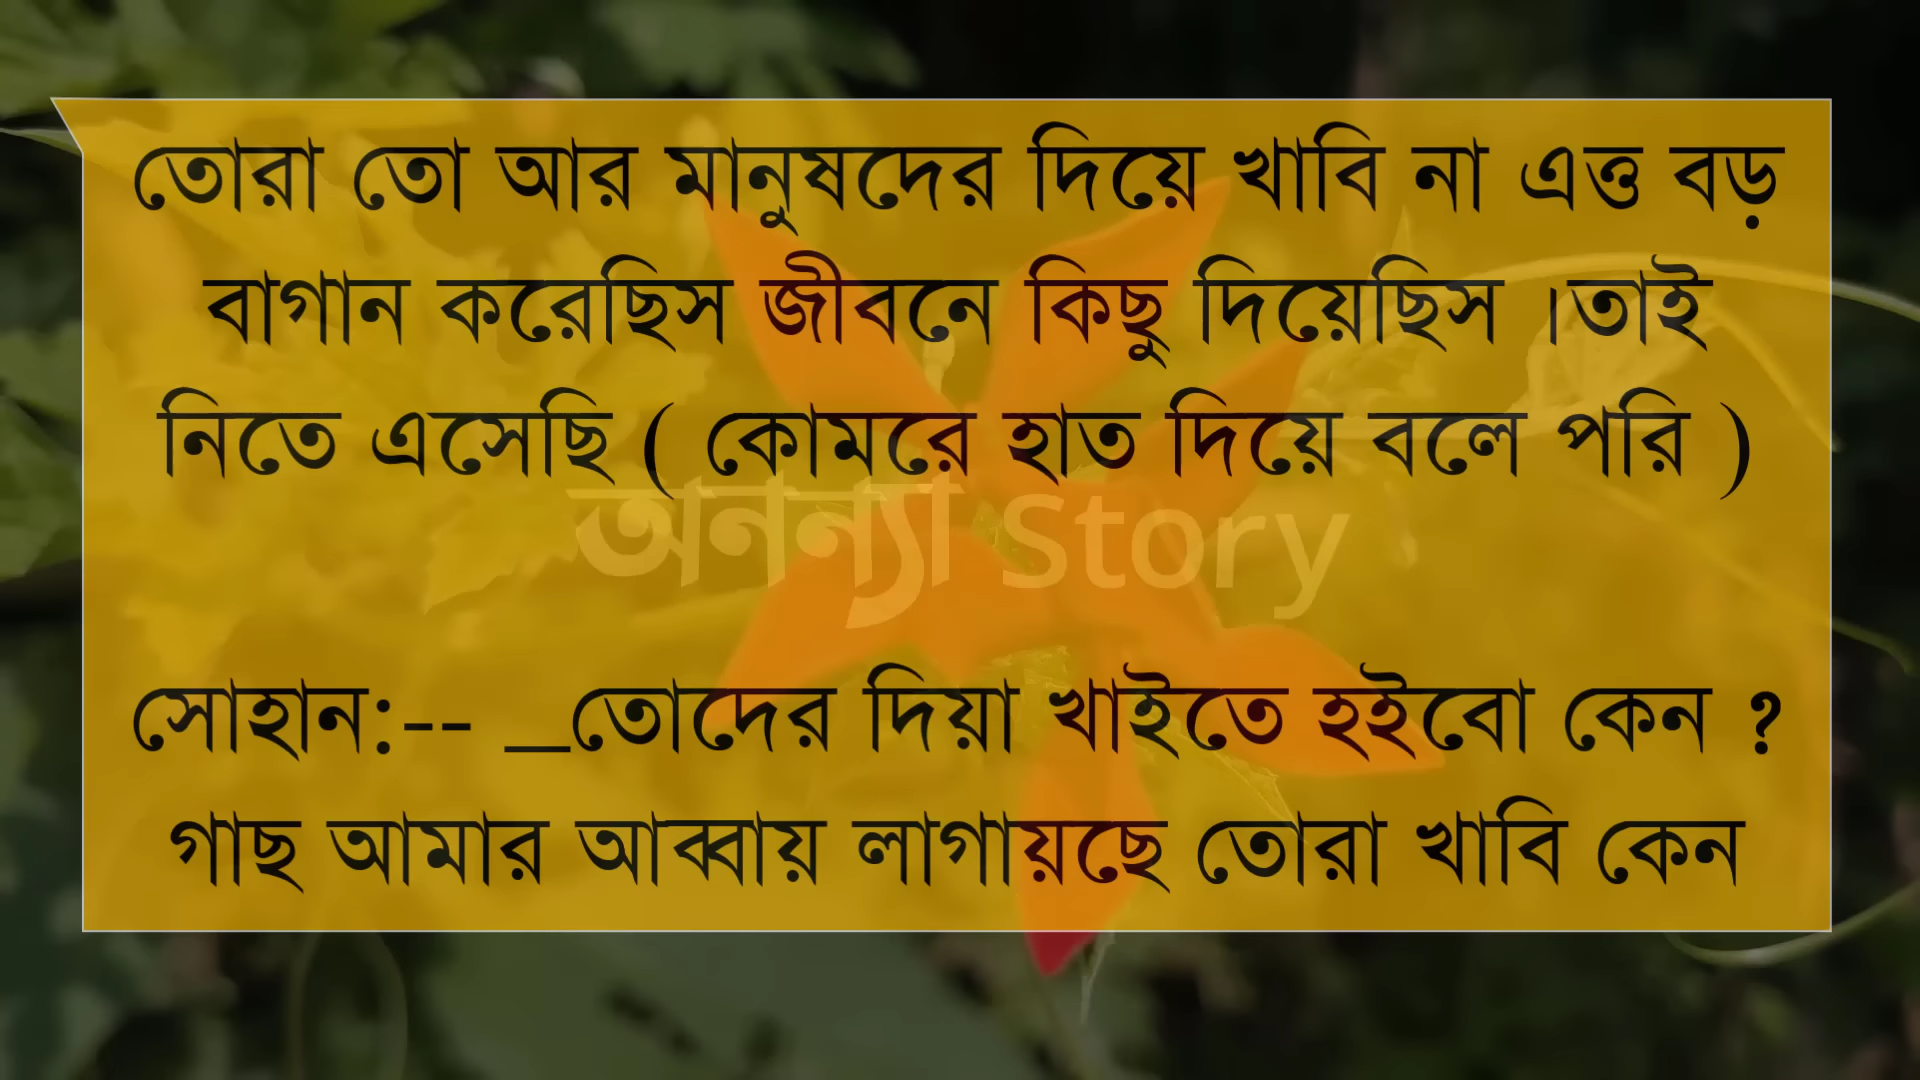 তোরা তো আর মানুষদের দিয়ে খাবি না এত্ত বড়
বাগান করেছিস জীবনে কিছু দিয়েছিস ।তাই
নিতে এসেছি ( কোমরে হাত দিয়ে বলে পরি )
অনন্যা Story
সোহান:-- _তোদের দিয়া খাইতে হইবো কেন ?
গাছ আমার আব্বায় লাগায়ছে তোরা খাবি কেন